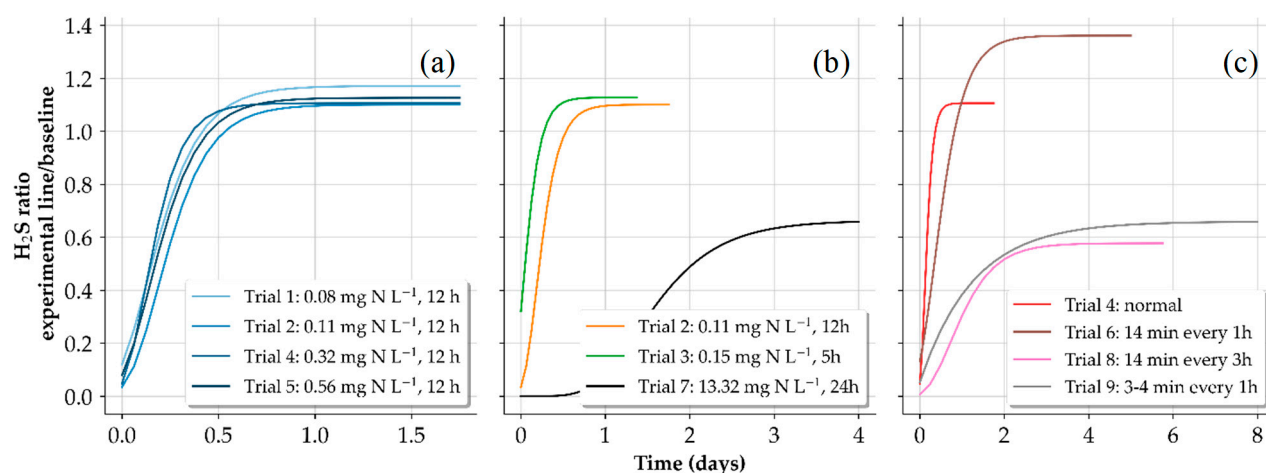 H₂S ratio
experimental line/baseline
1.4
1.2
1.0
0.8
0.6
0.4
0.2
0.0
(a)
Trial 1: 0.08 mg N L⁻¹, 12 h
Trial 2: 0.11 mg N L⁻¹, 12 h
Trial 4: 0.32 mg N L⁻¹, 12 h
Trial 5: 0.56 mg N L⁻¹, 12 h
0.0 0.5 1.0 1.5
(b)
Trial 2: 0.11 mg N L⁻¹, 12h
Trial 3: 0.15 mg N L⁻¹, 5h
Trial 7: 13.32 mg N L⁻¹, 24h
0 1 2 3 4
(c)
Trial 4: normal
Trial 6: 14 min every 1h
Trial 8: 14 min every 3h
Trial 9: 3-4 min every 1h
0 2 4 6 8
Time (days)